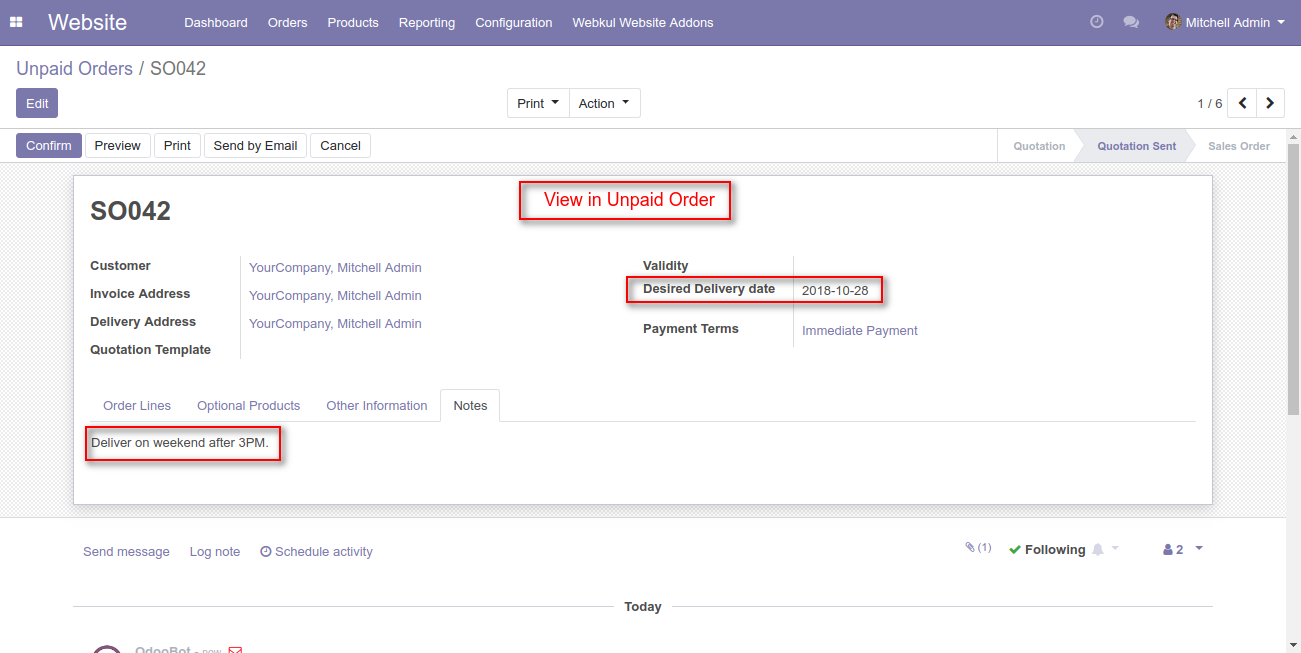 Website Dashboard Orders Products Reporting Configuration Webkul Website Addons Mitchell Admin
Unpaid Orders / SO042
Edit Print Action 1 / 6
Confirm Preview Print Send by Email Cancel Quotation Quotation Sent Sales Order
View in Unpaid Order
SO042
Customer YourCompany, Mitchell Admin
Invoice Address YourCompany, Mitchell Admin
Delivery Address YourCompany, Mitchell Admin
Quotation Template
Validity
Desired Delivery date 2018-10-28
Payment Terms Immediate Payment
Order Lines Optional Products Other Information Notes
Deliver on weekend after 3PM.
Send message Log note Schedule activity (1) Following 2
Today
OdooBot - now